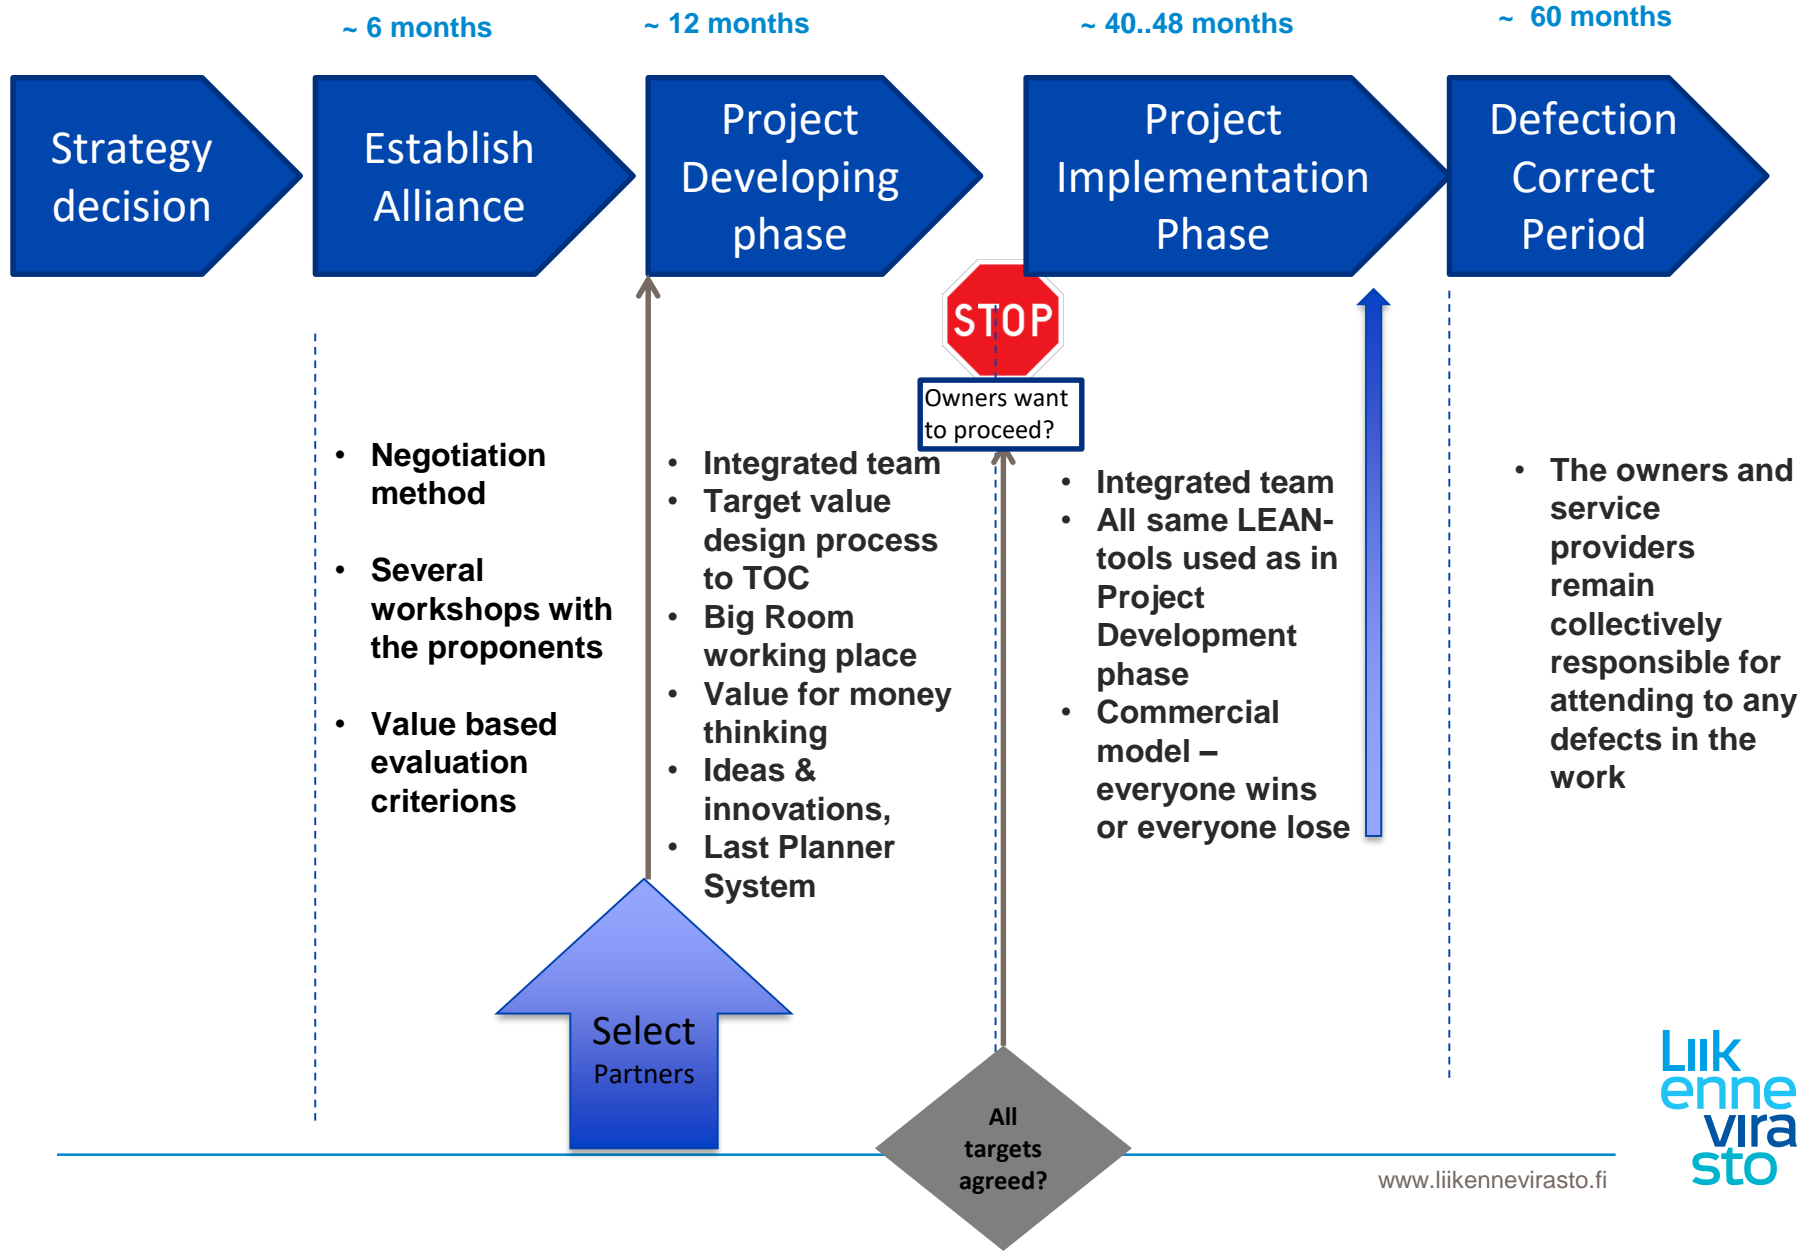 ~ 6 months
~ 12 months
~ 40..48 months
~ 60 months
Strategy
decision
Establish
Alliance
Project
Developing
phase
Project
Implementation
Phase
Defection
Correct
Period
STOP
Owners want
to proceed?
• Negotiation
method
• Several
workshops with
the proponents
• Value based
evaluation
criterions
• Integrated team
• Target value
design process
to TOC
• Big Room
working place
• Value for money
thinking
• Ideas &
innovations,
• Last Planner
System
• Integrated team
• All same LEAN-
tools used as in
Project
Development
phase
• Commercial
model –
everyone wins
or everyone lose
• The owners and
service
providers
remain
collectively
responsible for
attending to any
defects in the
work
Select
Partners
All
targets
agreed?
www.liikennevirasto.fi
Liik
enne
vira
sto